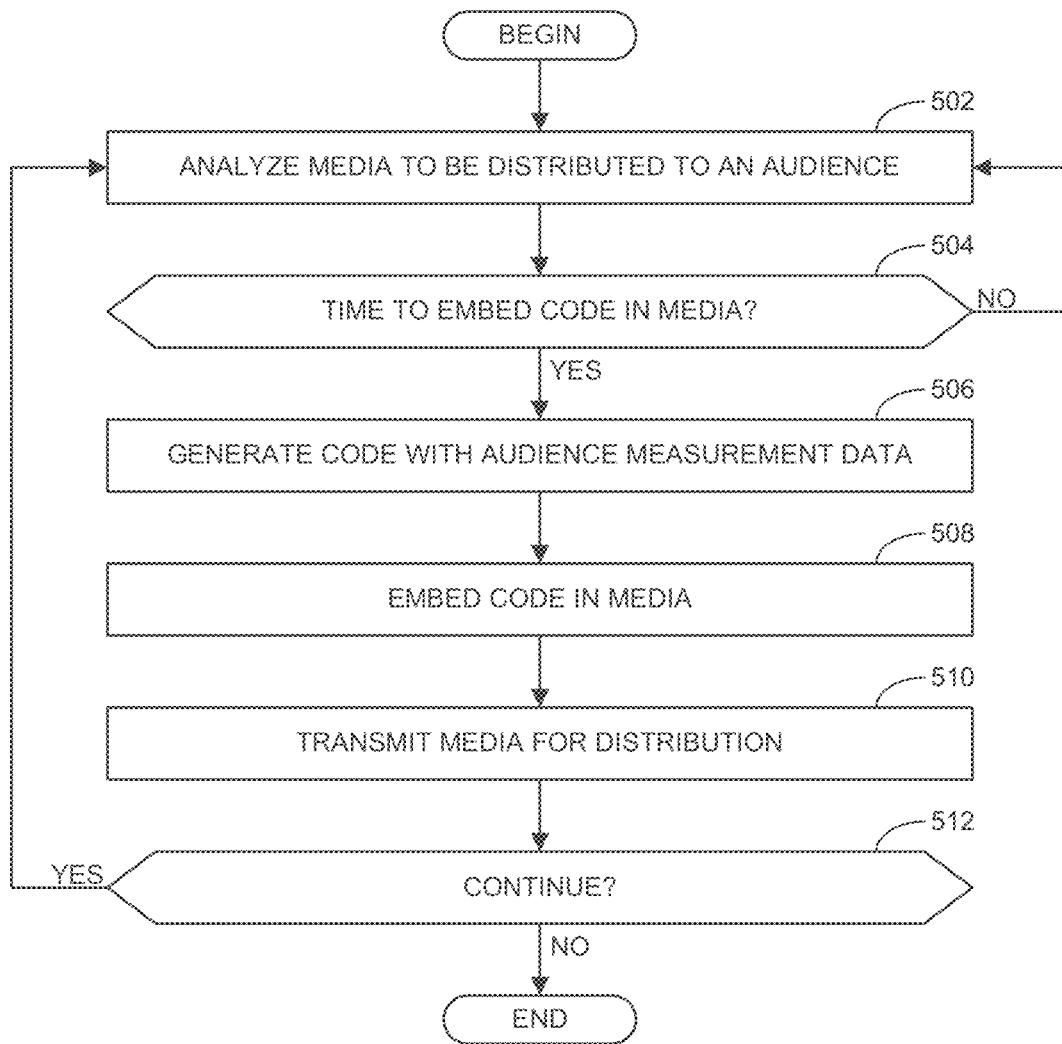 BEGIN
502
ANALYZE MEDIA TO BE DISTRIBUTED TO AN AUDIENCE
504
TIME TO EMBED CODE IN MEDIA?
NO
YES
506
GENERATE CODE WITH AUDIENCE MEASUREMENT DATA
508
EMBED CODE IN MEDIA
510
TRANSMIT MEDIA FOR DISTRIBUTION
512
YES
CONTINUE?
NO
END